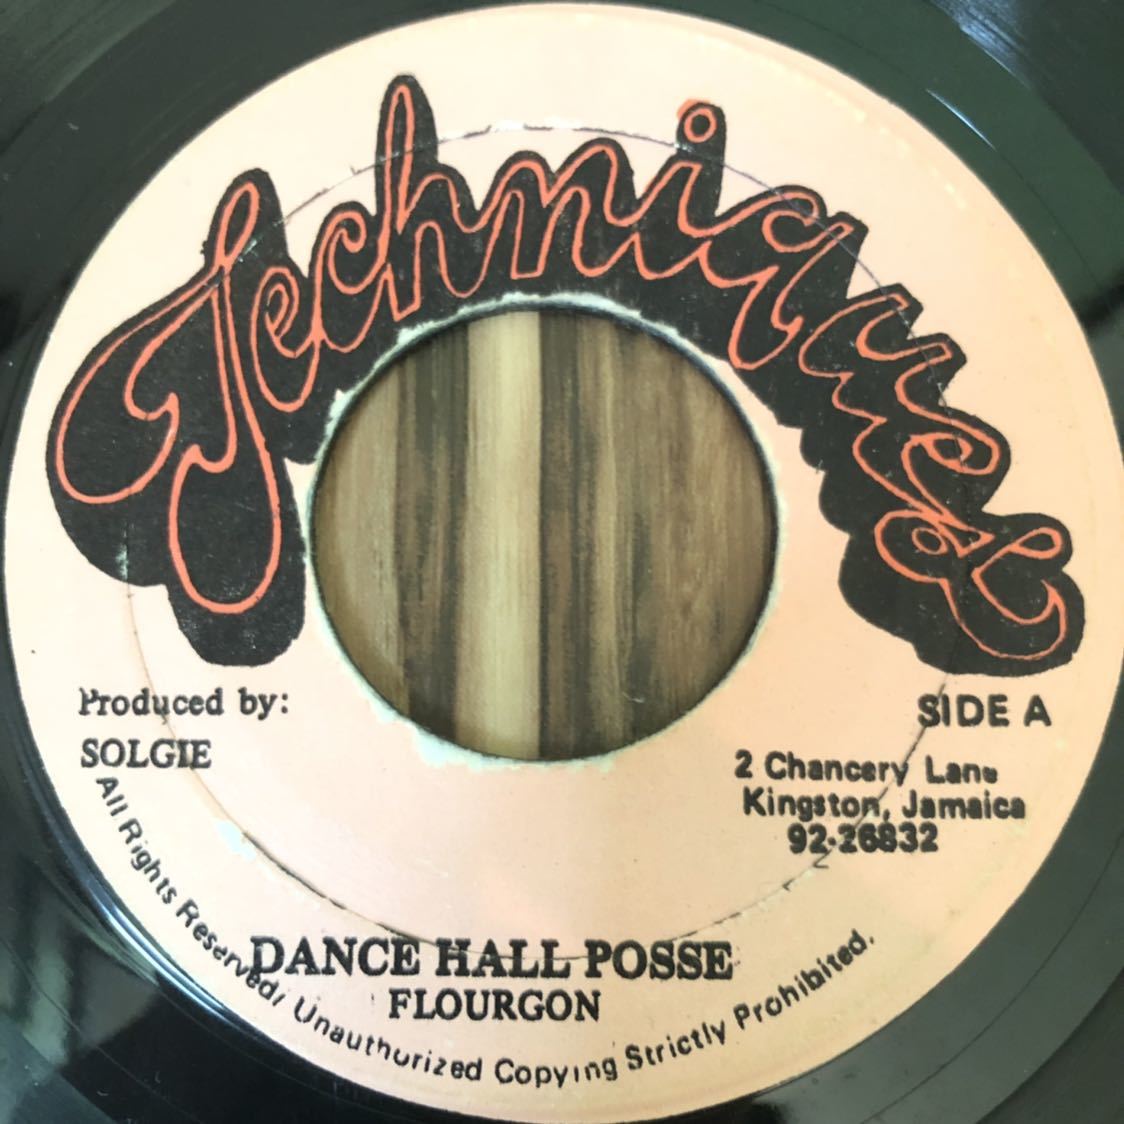 Techniques
Produced by:
SOLGIE
SIDE A
2 Chancery Lane
Kingston, Jamaica
92-26832
DANCE HALL POSSE
FLOURGON
All Rights Reserved, Unauthorized Copying Strictly Prohibited.